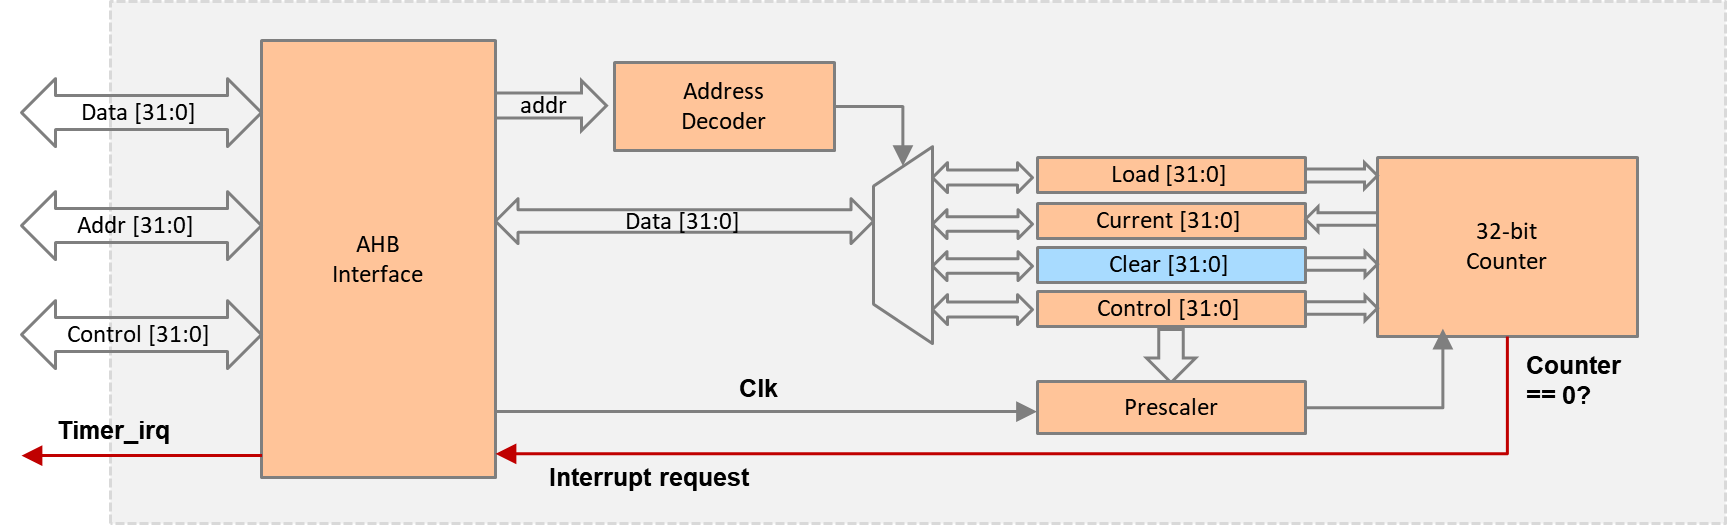 Data [31:0]
Addr [31:0]
Control [31:0]
Timer_irq
AHB
Interface
addr
Address
Decoder
Data [31:0]
Load [31:0]
Current [31:0]
Clear [31:0]
Control [31:0]
32-bit
Counter
Clk
Prescaler
Counter
== 0?
Interrupt request